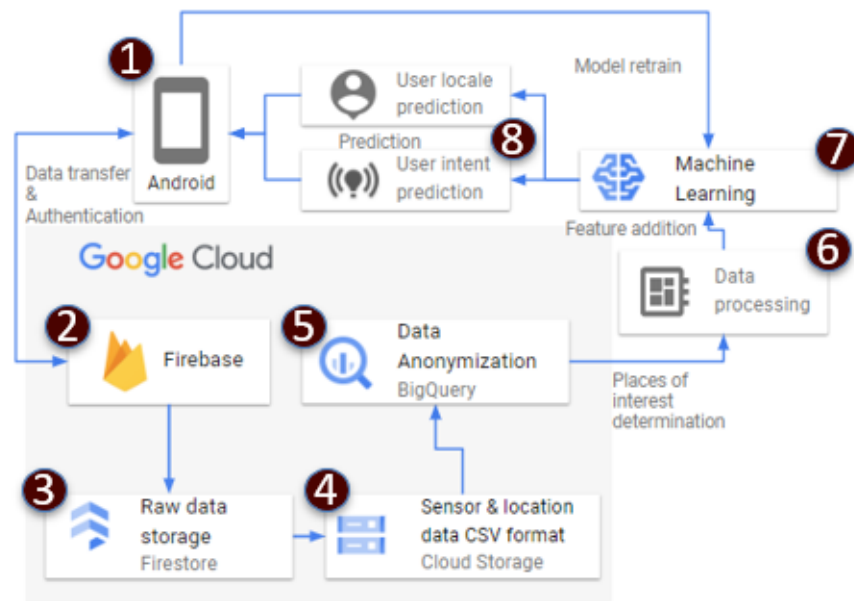 1
Android
Model retrain
User locale
prediction
Prediction
8
User intent
prediction
7
Machine
Learning
Data transfer
&
Authentication
Feature addition
6
Data
processing
Google Cloud
2
Firebase
5
Data
Anonymization
BigQuery
Places of
interest
determination
3
Raw data
storage
Firestore
4
Sensor & location
data CSV format
Cloud Storage